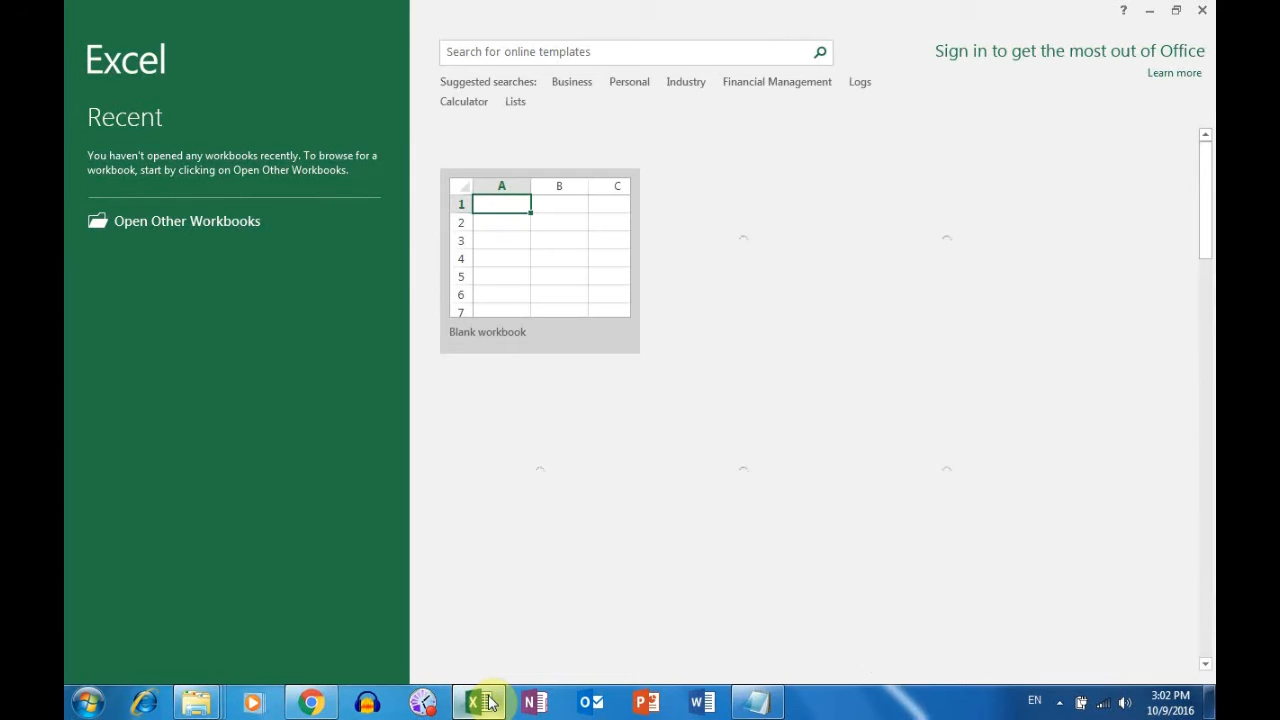 Excel
Recent
You haven't opened any workbooks recently. To browse for a
workbook, start by clicking on Open Other Workbooks.
Open Other Workbooks
?
Search for online templates
Sign in to get the most out of Office
Learn more
Suggested searches: Business Personal Industry Financial Management Logs
Calculator Lists
A B C
1
2
3
4
5
6
7
Blank workbook
EN
3:02 PM
10/9/2016